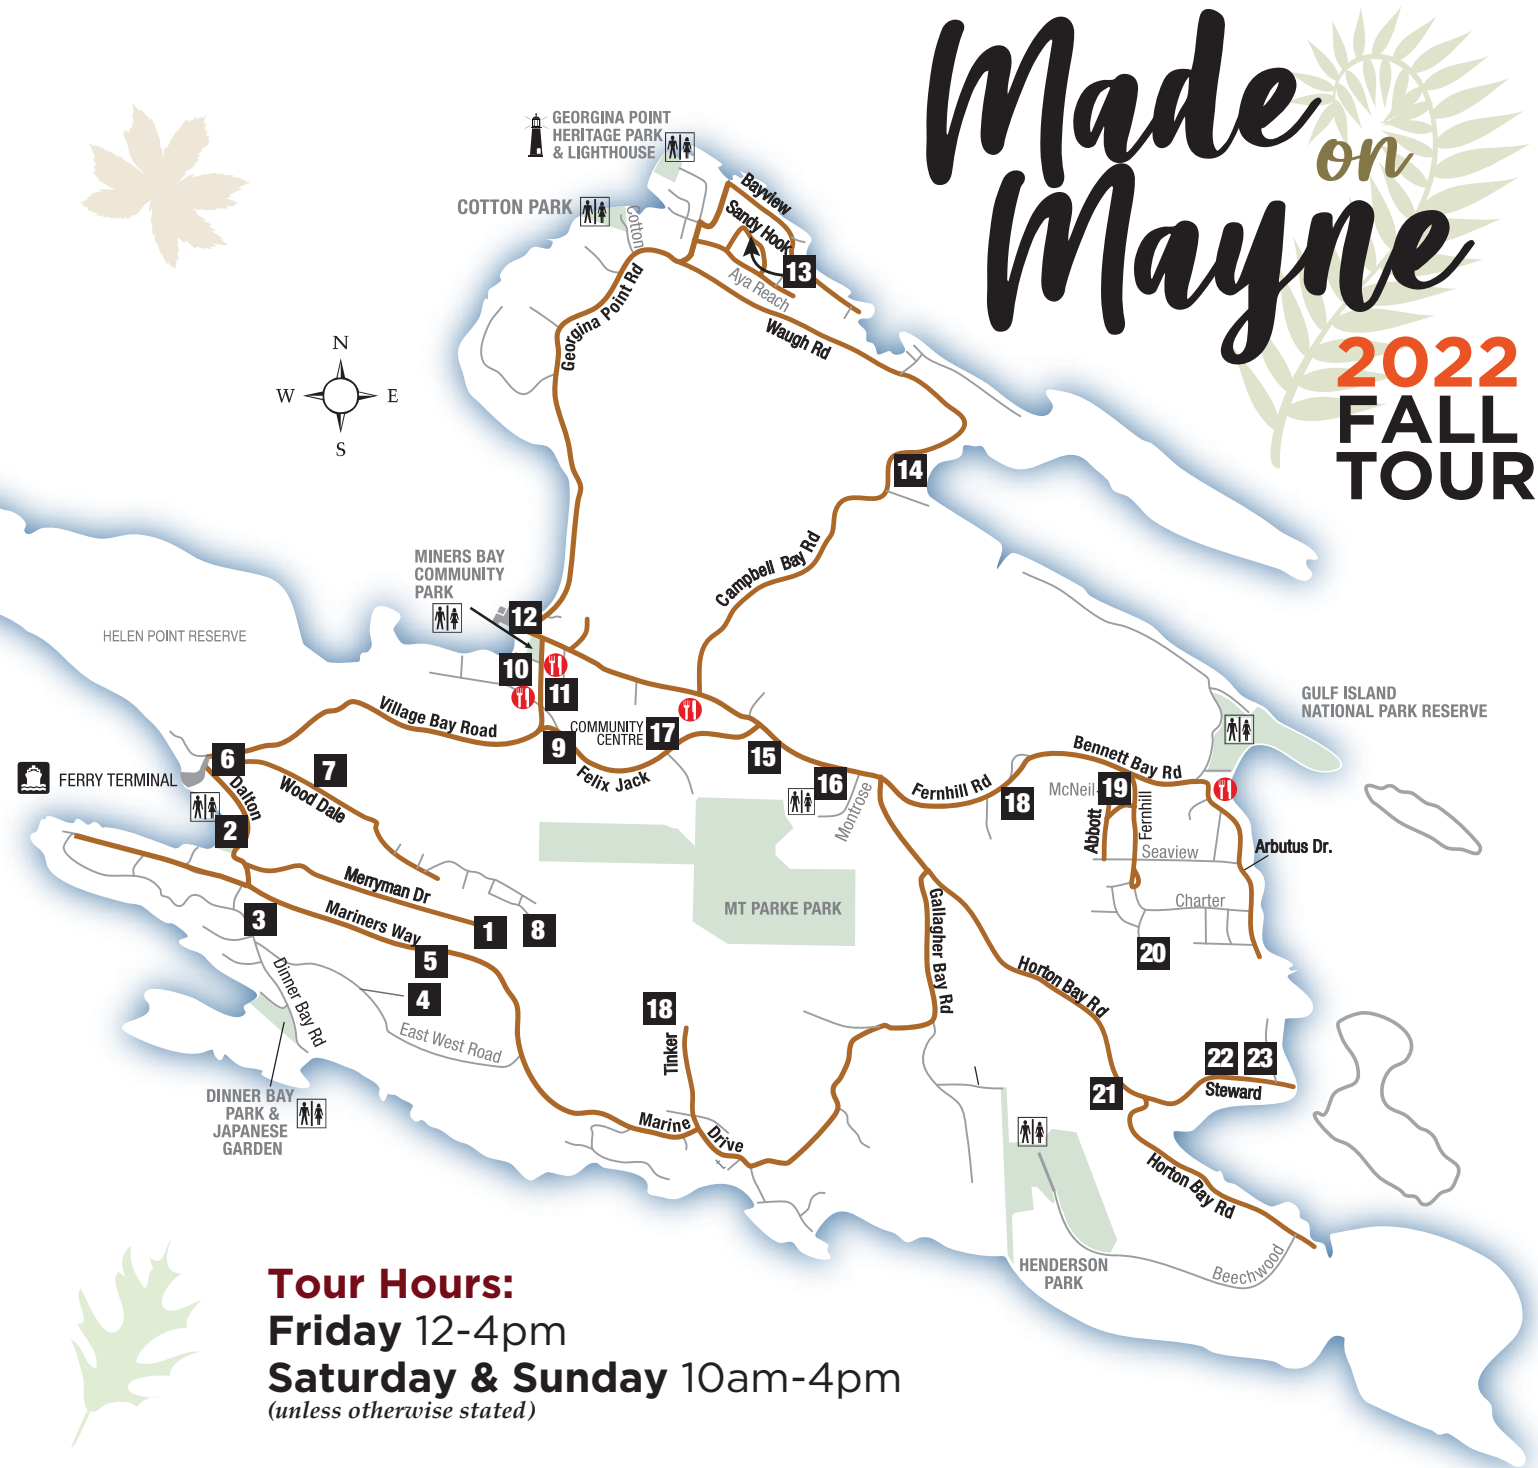 Made
on
Mayne
2022
FALL
TOUR
GEORGINA POINT
HERITAGE PARK
& LIGHTHOUSE
COTTON PARK
Cotton
Bayview
Sandy Hook
13
Aya Reach
Georgina Point Rd
Waugh Rd
N
W
E
S
14
Campbell Bay Rd
MINERS BAY
COMMUNITY
PARK
12
HELEN POINT RESERVE
10
11
Village Bay Road
COMMUNITY
CENTRE
17
9
Felix Jack
15
16
Montrose
GULF ISLAND
NATIONAL PARK RESERVE
6
7
FERRY TERMINAL
Dalton
Wood Dale
2
Fernhill Rd
18
Bennett Bay Rd
McNeil
19
Abbott
Fernhill
Seaview
Arbutus Dr.
Charter
20
Merryman Dr
Mariners Way
3
1
8
5
4
MT PARKE PARK
Gallagher Bay Rd
Horton Bay Rd
Dinner Bay Rd
East West Road
18
Tinker
22
23
Steward
21
DINNER BAY
PARK &
JAPANESE
GARDEN
Marine
Drive
Horton Bay Rd
HENDERSON
PARK
Beechwood
Tour Hours:
Friday 12-4pm
Saturday & Sunday 10am-4pm
(unless otherwise stated)